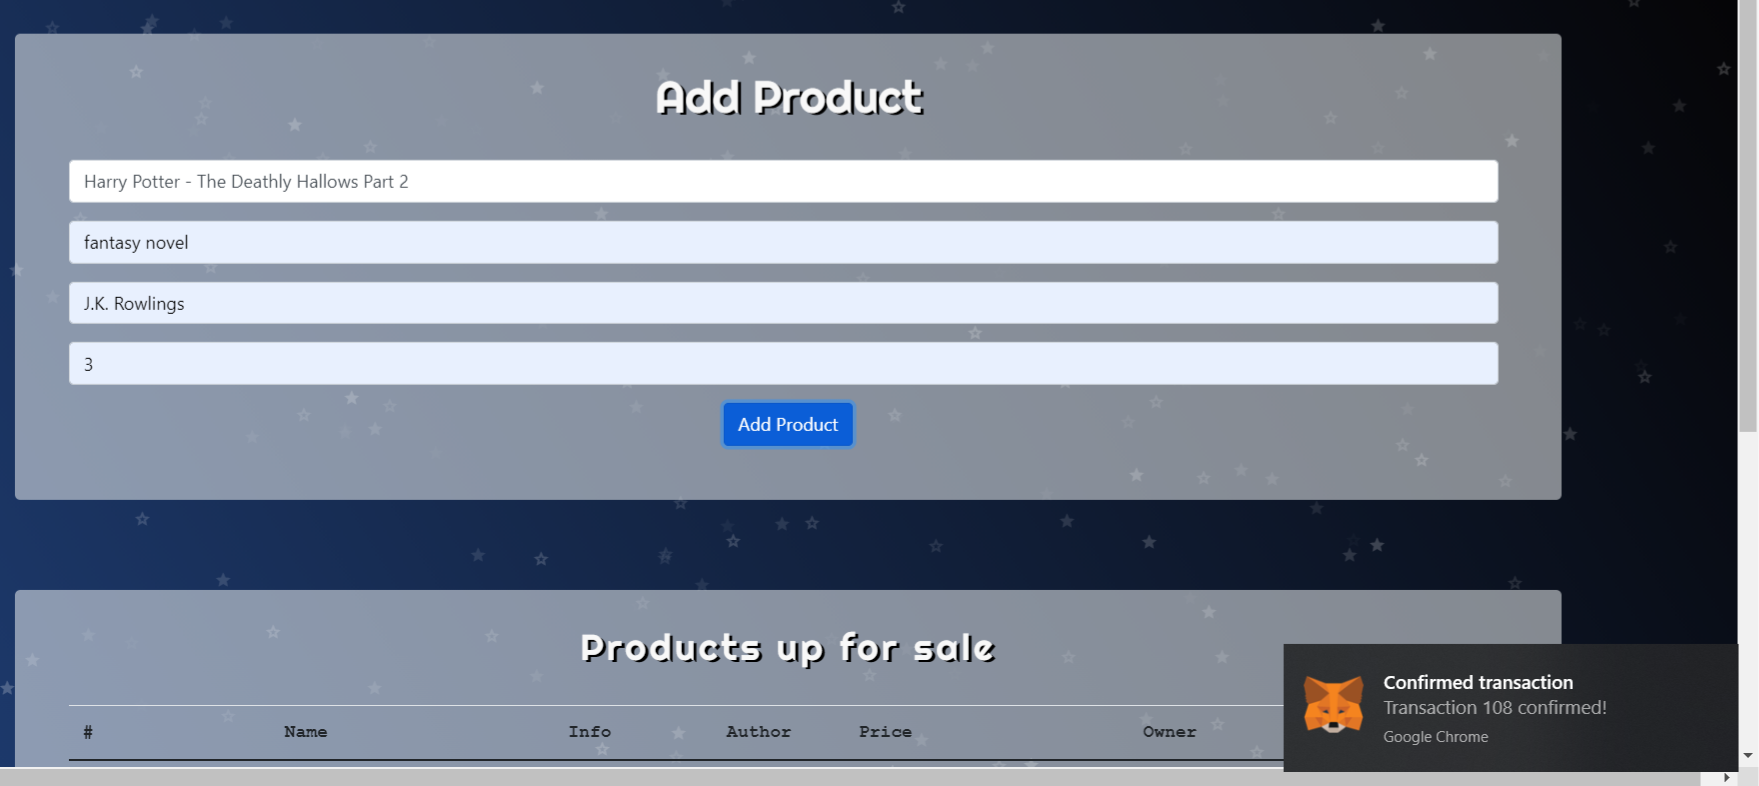 Add Product
Harry Potter - The Deathly Hallows Part 2
fantasy novel
J.K. Rowlings
3
Add Product
Products up for sale
# Name Info Author Price Owner
Confirmed transaction
Transaction 108 confirmed!
Google Chrome